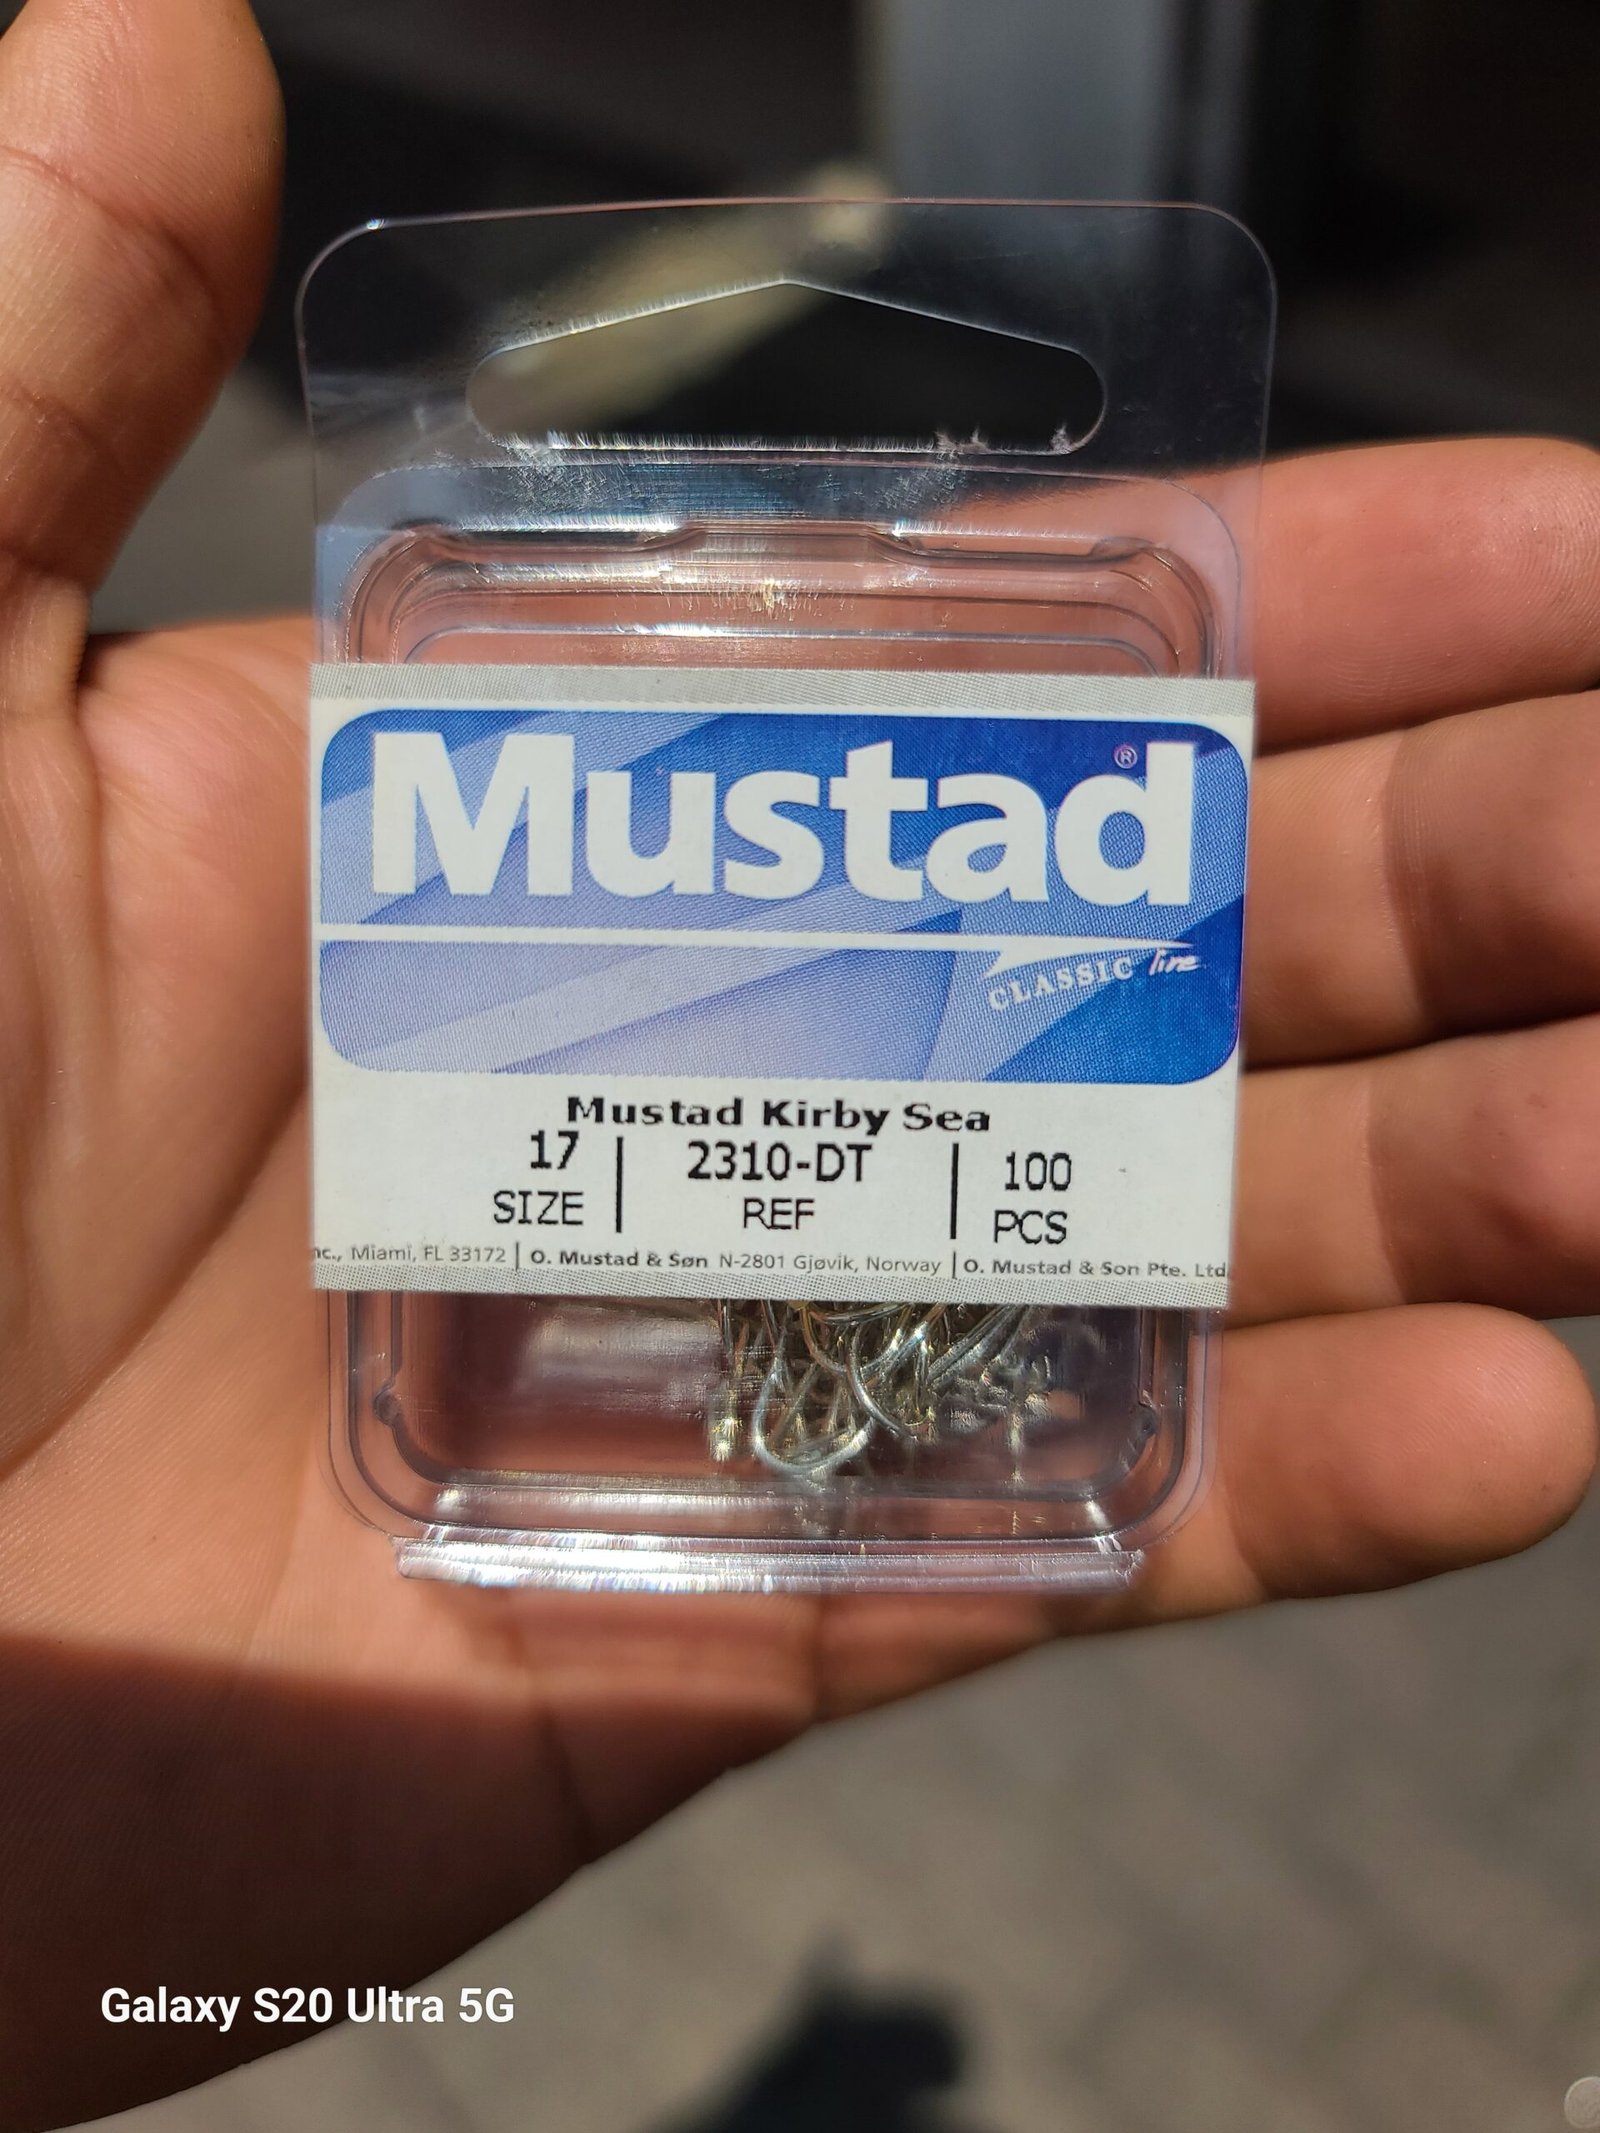 Mustad®
CLASSIC line
Mustad Kirby Sea
17 | 2310-DT | 100
SIZE | REF | PCS
nc., Miami, FL 33172 | O. Mustad & Søn N-2801 Gjøvik, Norway | O. Mustad & Son Pte. Ltd
Galaxy S20 Ultra 5G